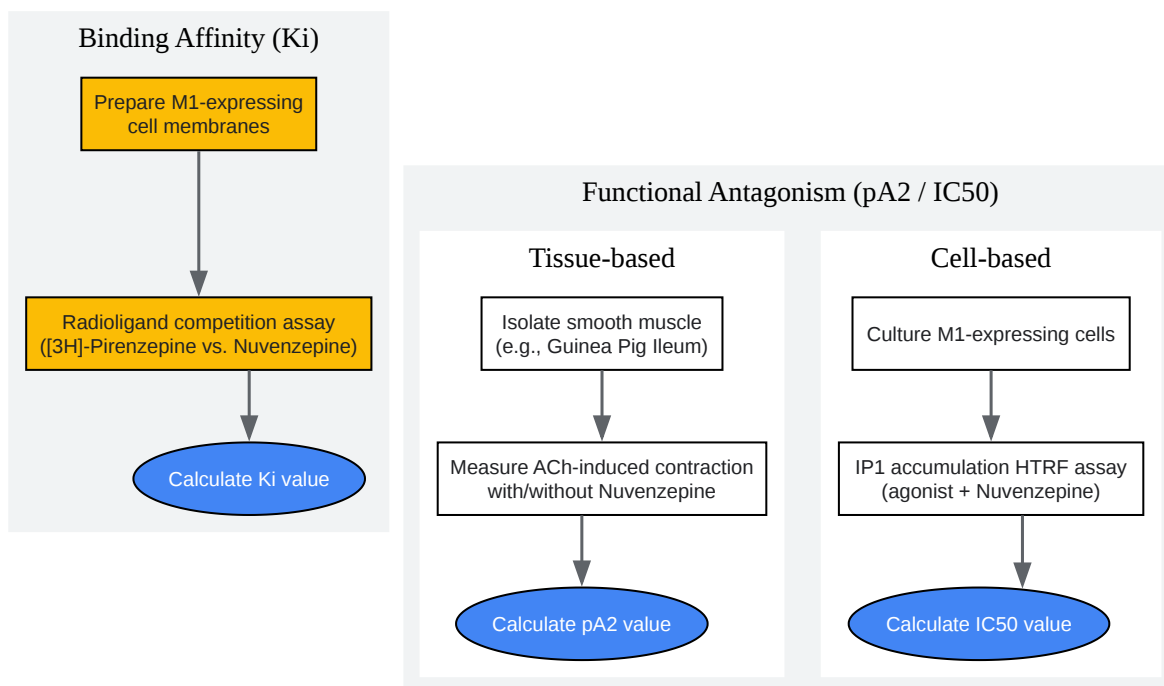 Binding Affinity (Ki)
Prepare M1-expressing
cell membranes
Radioligand competition assay
([3H]-Pirenzepine vs. Nuvenzepine)
Calculate Ki value
Functional Antagonism (pA2 / IC50)
Tissue-based
Isolate smooth muscle
(e.g., Guinea Pig Ileum)
Measure ACh-induced contraction
with/without Nuvenzepine
Calculate pA2 value
Cell-based
Culture M1-expressing cells
IP1 accumulation HTRF assay
(agonist + Nuvenzepine)
Calculate IC50 value